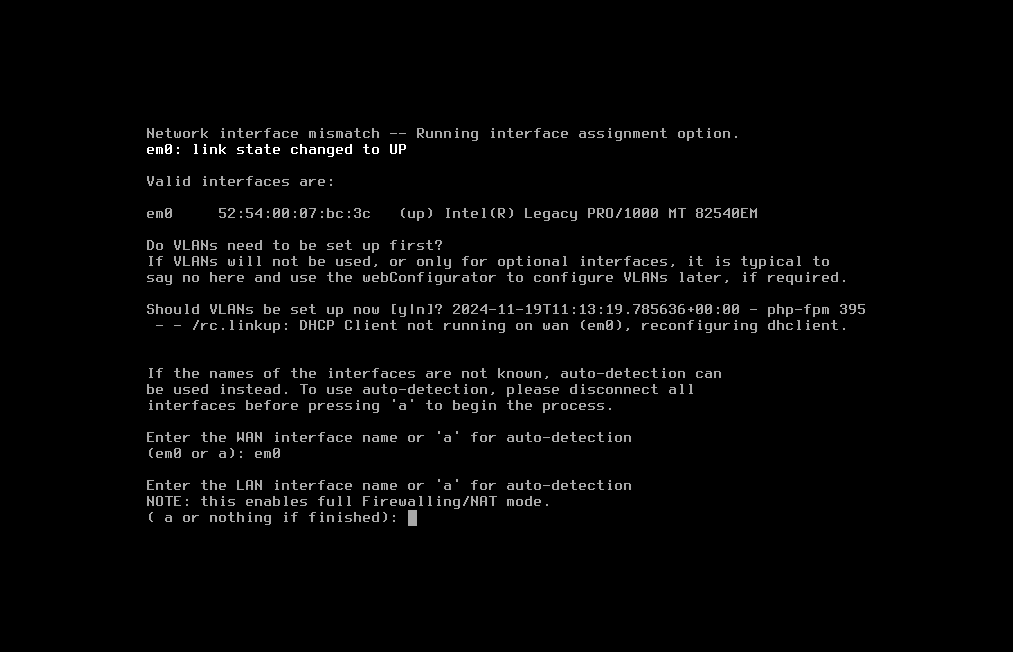 Network interface mismatch -- Running interface assignment option.
em0: link state changed to UP
Valid interfaces are:
em0     52:54:00:07:bc:3c   (up) Intel(R) Legacy PRO/1000 MT 82540EM
Do VLANs need to be set up first?
If VLANs will not be used, or only for optional interfaces, it is typical to
say no here and use the webConfigurator to configure VLANs later, if required.
Should VLANs be set up now [y|n]? 2024-11-19T11:13:19.785636+00:00 - php-fpm 395
 - - /rc.linkup: DHCP Client not running on wan (em0), reconfiguring dhclient.
If the names of the interfaces are not known, auto-detection can
be used instead. To use auto-detection, please disconnect all
interfaces before pressing 'a' to begin the process.
Enter the WAN interface name or 'a' for auto-detection
(em0 or a): em0
Enter the LAN interface name or 'a' for auto-detection
NOTE: this enables full Firewalling/NAT mode.
( a or nothing if finished):